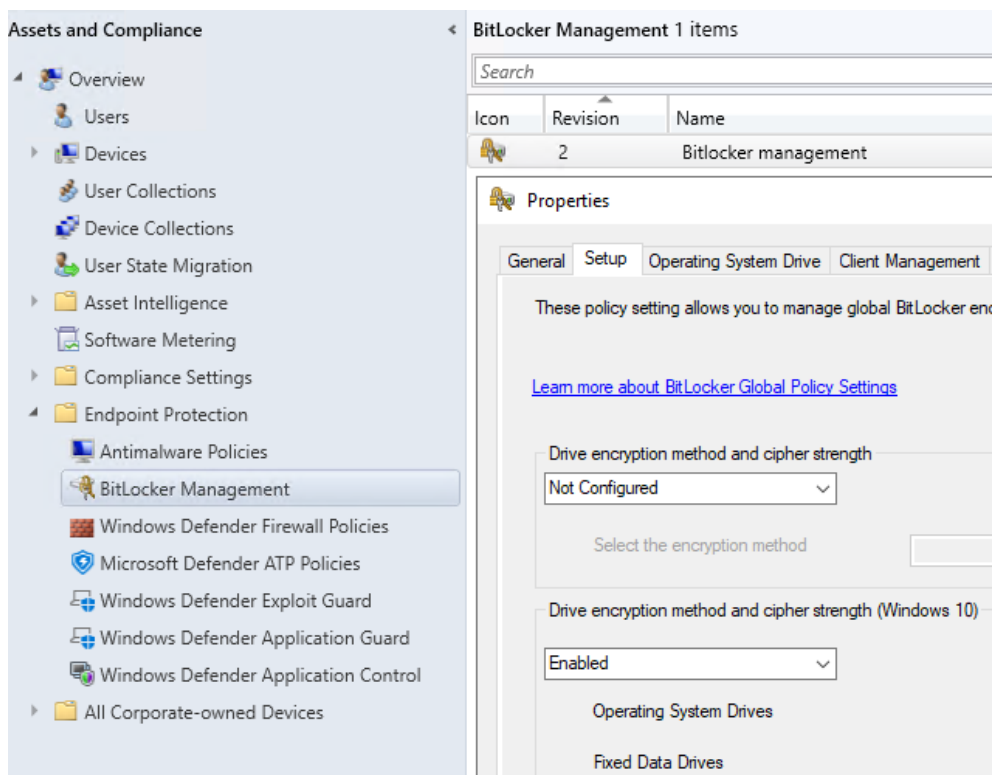 Assets and Compliance
Overview
Users
Devices
User Collections
Device Collections
User State Migration
Asset Intelligence
Software Metering
Compliance Settings
Endpoint Protection
Antimalware Policies
BitLocker Management
Windows Defender Firewall Policies
Microsoft Defender ATP Policies
Windows Defender Exploit Guard
Windows Defender Application Guard
Windows Defender Application Control
All Corporate-owned Devices
BitLocker Management 1 items
Search
Icon Revision Name
2 Bitlocker management
Properties
General Setup Operating System Drive Client Management
These policy setting allows you to manage global BitLocker enc
Learn more about BitLocker Global Policy Settings
Drive encryption method and cipher strength
Not Configured
Select the encryption method
Drive encryption method and cipher strength (Windows 10)
Enabled
Operating System Drives
Fixed Data Drives